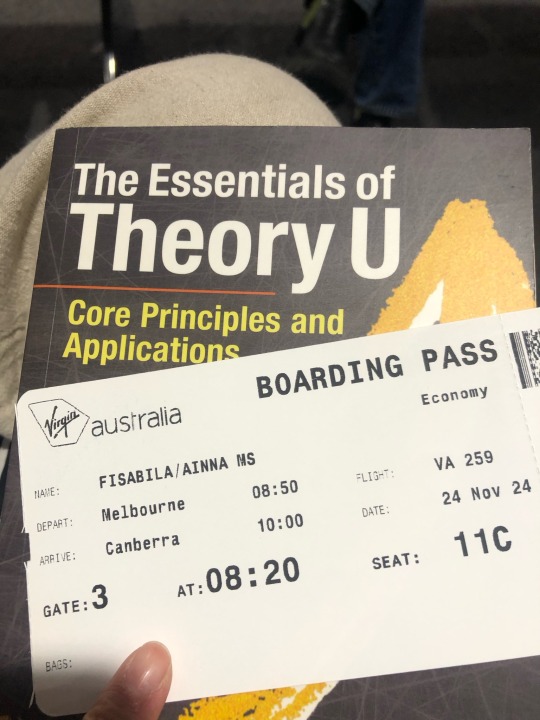 The Essentials of
Theory U
Core Principles and
Applications
Virgin australia
BOARDING PASS
Economy
NAME: FISABILA/AINNA MS
DEPART: Melbourne 08:50
ARRIVE: Canberra 10:00
FLIGHT: VA 259
DATE: 24 Nov 24
GATE: 3 AT: 08:20 SEAT: 11C
BAGS: